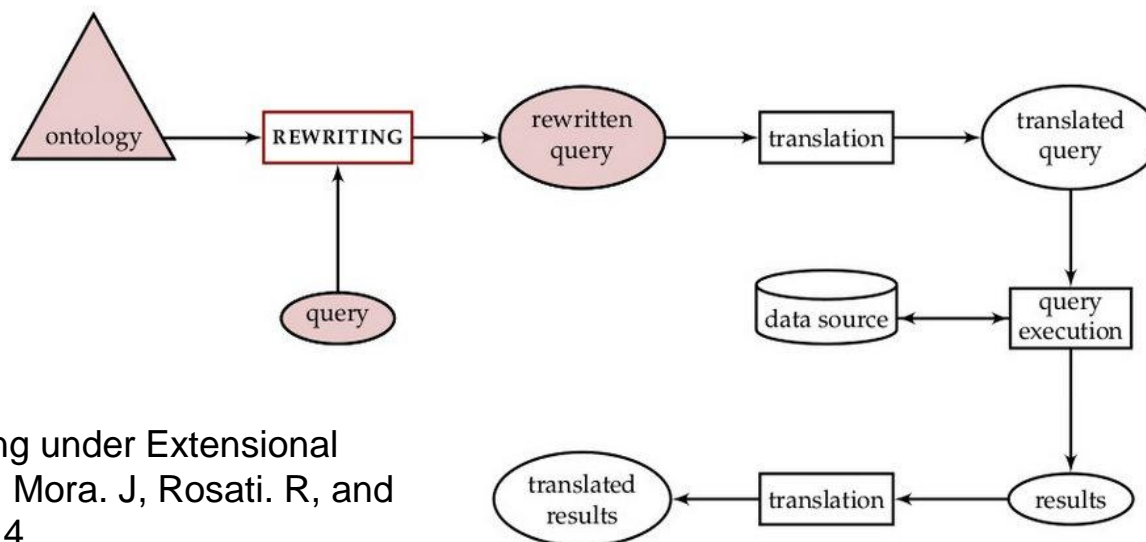 ontology
REWRITING
rewritten
query
translation
translated
query
query
data source
query
execution
ng under Extensional
Mora. J, Rosati. R, and
4
translated
results
translation
results